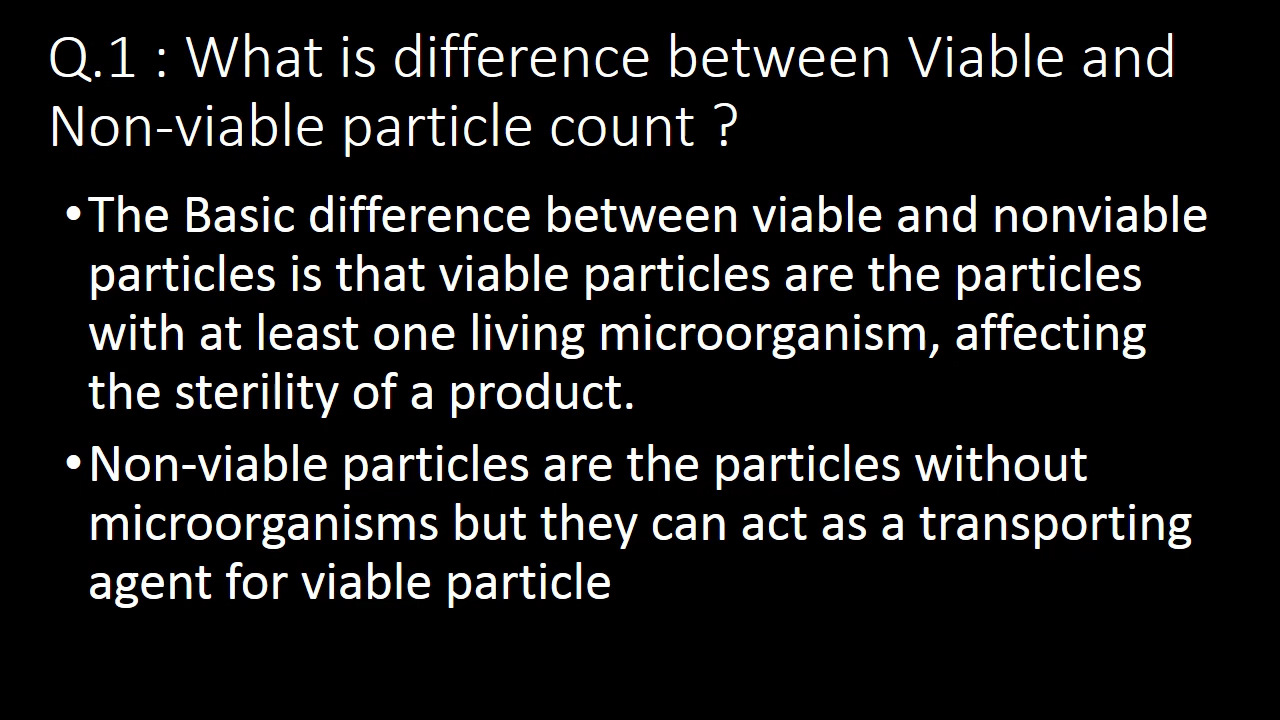 Q.1 : What is difference between Viable and
Non-viable particle count ?
•The Basic difference between viable and nonviable
particles is that viable particles are the particles
with at least one living microorganism, affecting
the sterility of a product.
•Non-viable particles are the particles without
microorganisms but they can act as a transporting
agent for viable particle